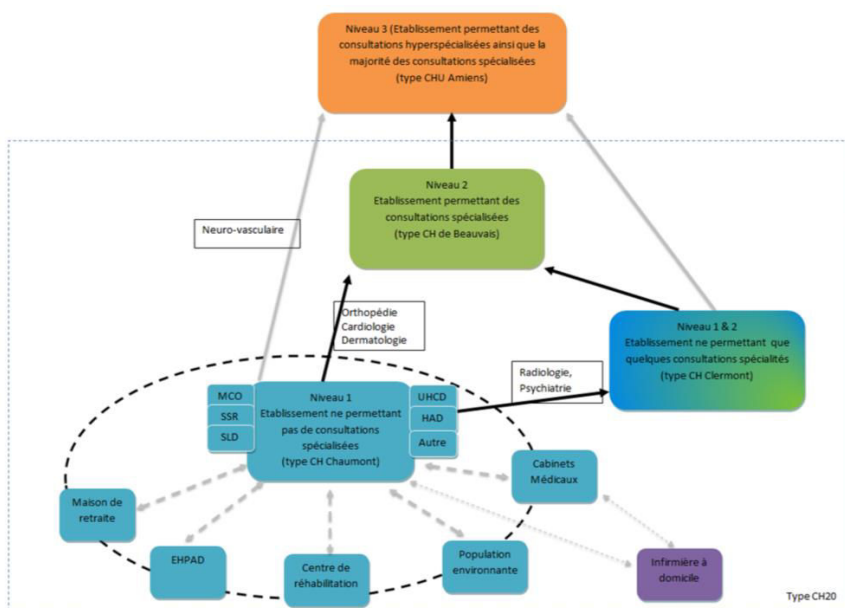 Niveau 3 (Etablissement permettant des
consultations hyperspécialisées ainsi que la
majorité des consultations spécialisées
(type CHU Amiens)
Niveau 2
Etablissement permettant des
consultations spécialisées
(type CH de Beauvais)
Neuro-vasculaire
Orthopédie
Cardiologie
Dermatologie
Niveau 1 & 2
Etablissement ne permettant que
quelques consultations spécialités
(type CH Clermont)
Radiologie,
Psychiatrie
MCO
SSR
SLD
Niveau 1
Etablissement ne permettant
pas de consultations
spécialisées
(type CH Chaumont)
UHCD
HAD
Autre
Cabinets
Médicaux
Maison de
retraite
EHPAD
Centre de
réhabilitation
Population
environnante
Infirmière à
domicile
Type CH20